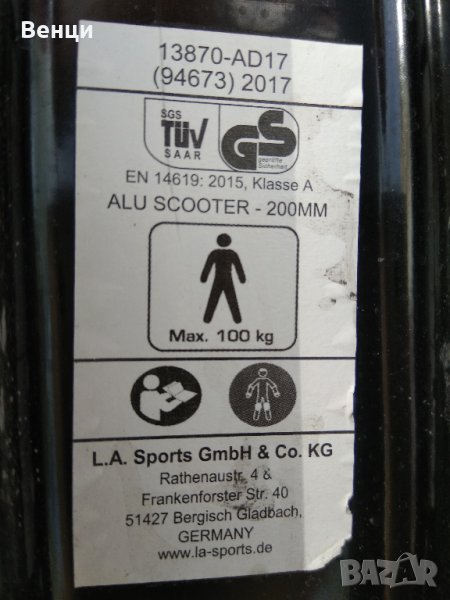 Венци
13870-AD17
(94673) 2017
SGS
TÜV
SAAR
GS
geprüfte
Sicherheit
EN 14619: 2015, Klasse A
ALU SCOOTER - 200MM
Max. 100 kg
L.A. Sports GmbH & Co. KG
Rathenaustr. 4 &
Frankenforster Str. 40
51427 Bergisch Gladbach,
GERMANY
www.la-sports.de
BAZAR